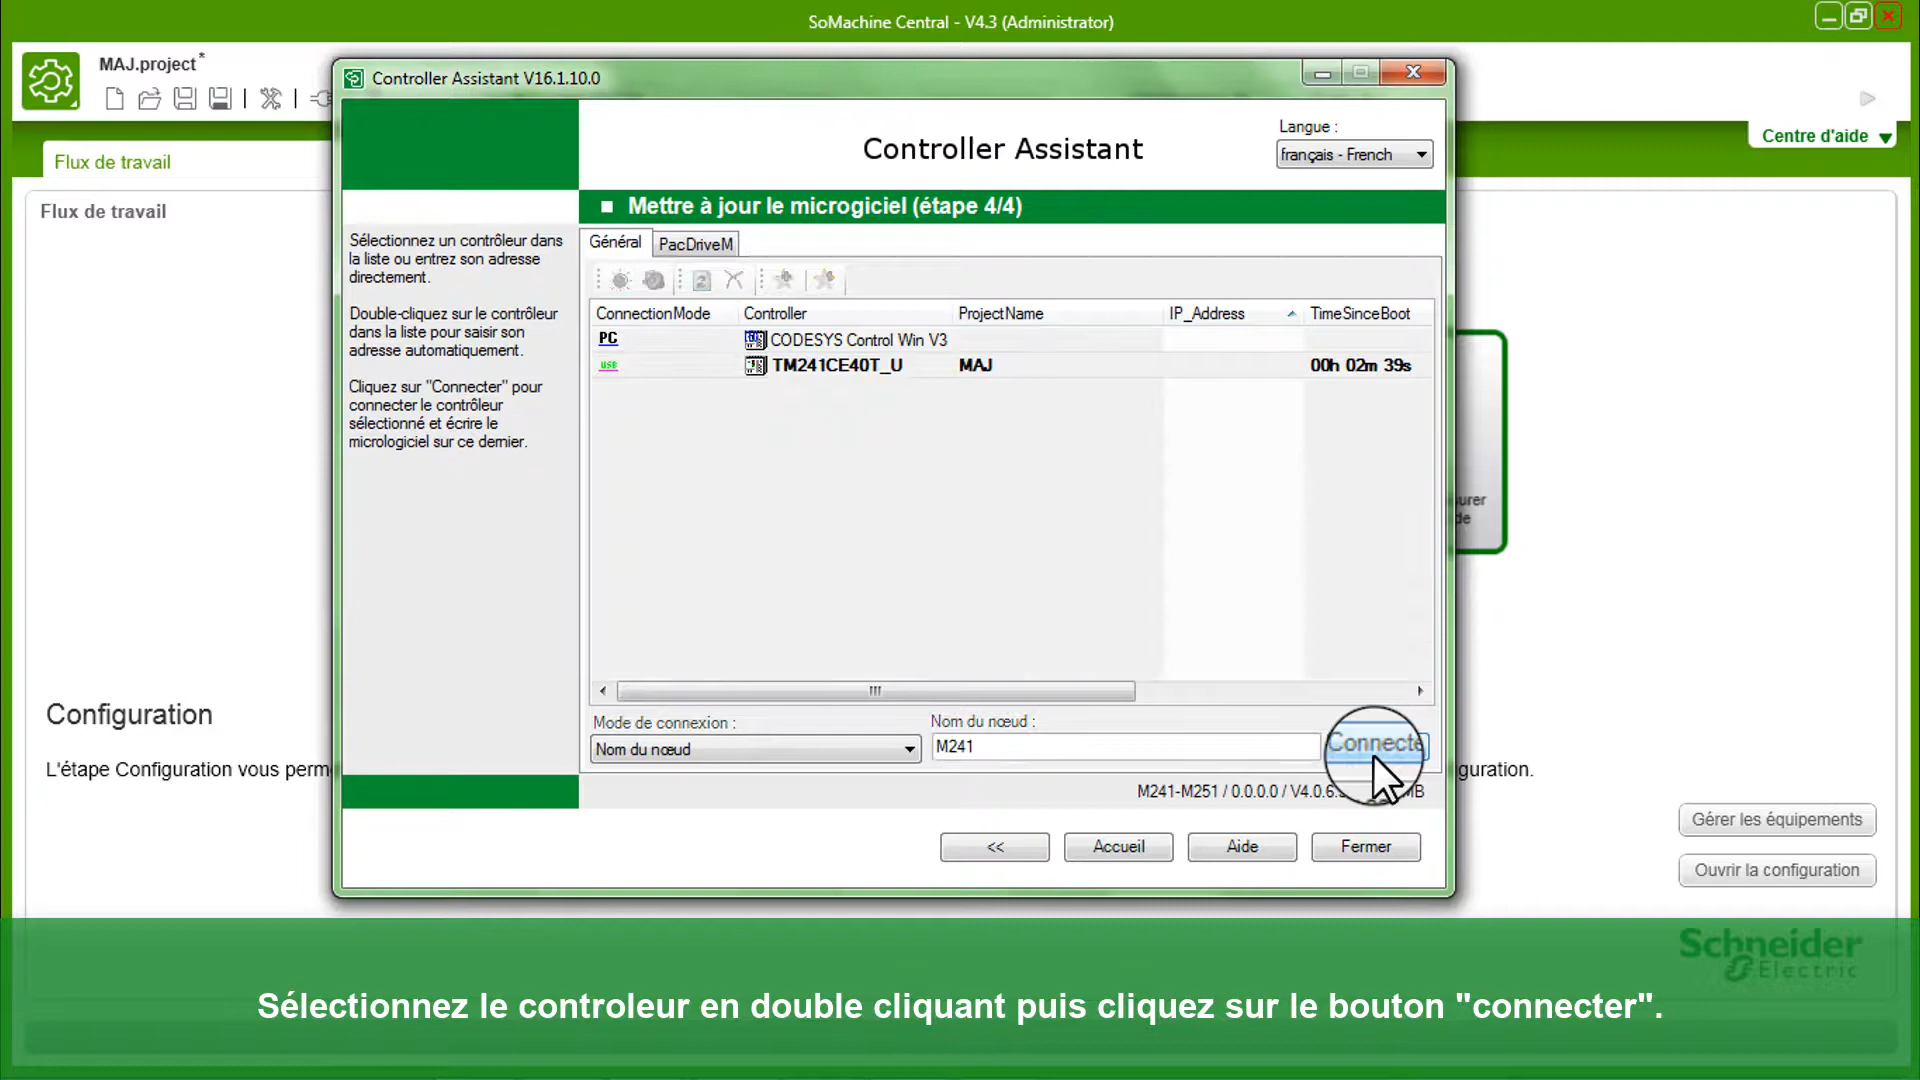 SoMachine Central - V4.3 (Administrator)
MAJ.project*
Centre d'aide
Flux de travail
Flux de travail
Controller Assistant V16.1.10.0
Controller Assistant
Langue :
français - French
Mettre à jour le microgiciel (étape 4/4)
Sélectionnez un contrôleur dans
la liste ou entrez son adresse
directement.
Double-cliquez sur le contrôleur
dans la liste pour saisir son
adresse automatiquement.
Cliquez sur "Connecter" pour
connecter le contrôleur
sélectionné et écrire le
micrologiciel sur ce dernier.
Général PacDriveM
ConnectionMode Controller ProjectName IP_Address TimeSinceBoot
PC CODESYS Control Win V3
USB TM241CE40T_U MAJ 00h 02m 39s
urer
de
Mode de connexion :
Nom du nœud
Nom du nœud :
M241
Connecte
M241-M251 / 0.0.0.0 / V4.0.6. MB
<< Accueil Aide Fermer
Configuration
L'étape Configuration vous perme
guration.
Gérer les équipements
Ouvrir la configuration
Schneider
Electric
Sélectionnez le controleur en double cliquant puis cliquez sur le bouton "connecter".